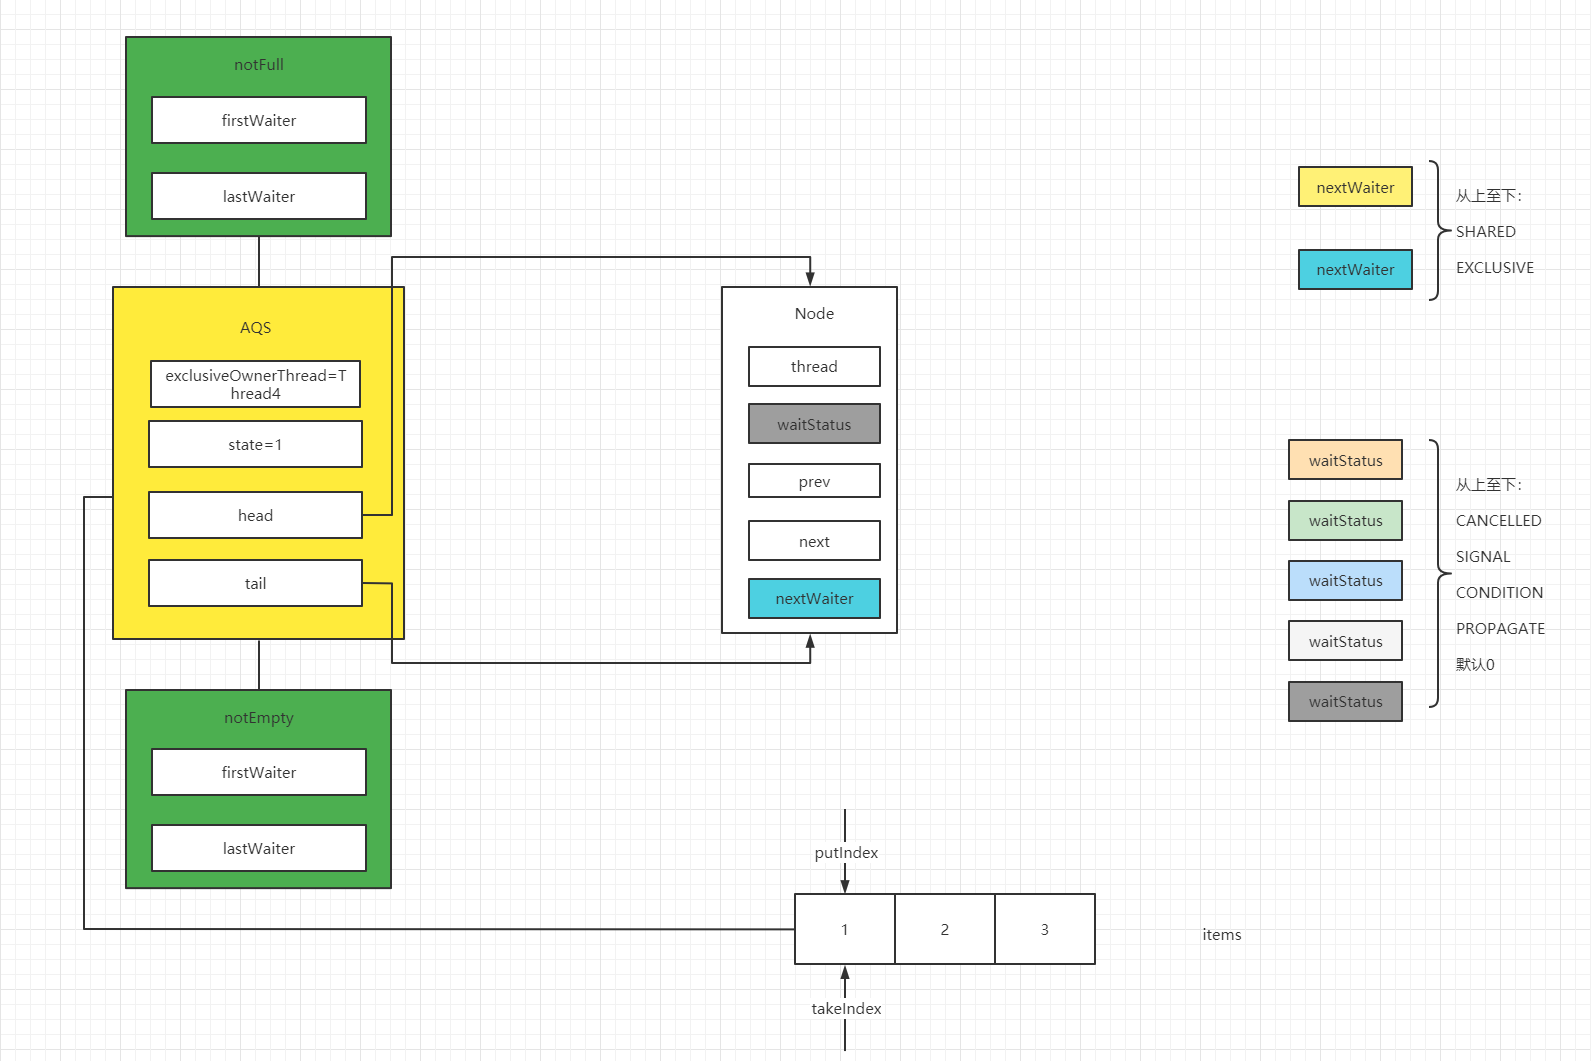 notFull
firstWaiter
lastWaiter
AQS
exclusiveOwnerThread=T
hread4
state=1
head
tail
notEmpty
firstWaiter
lastWaiter
Node
thread
waitStatus
prev
next
nextWaiter
putIndex
1
2
3
takeIndex
items
nextWaiter
nextWaiter
从上至下：
SHARED
EXCLUSIVE
waitStatus
waitStatus
waitStatus
waitStatus
waitStatus
从上至下：
CANCELLED
SIGNAL
CONDITION
PROPAGATE
默认0